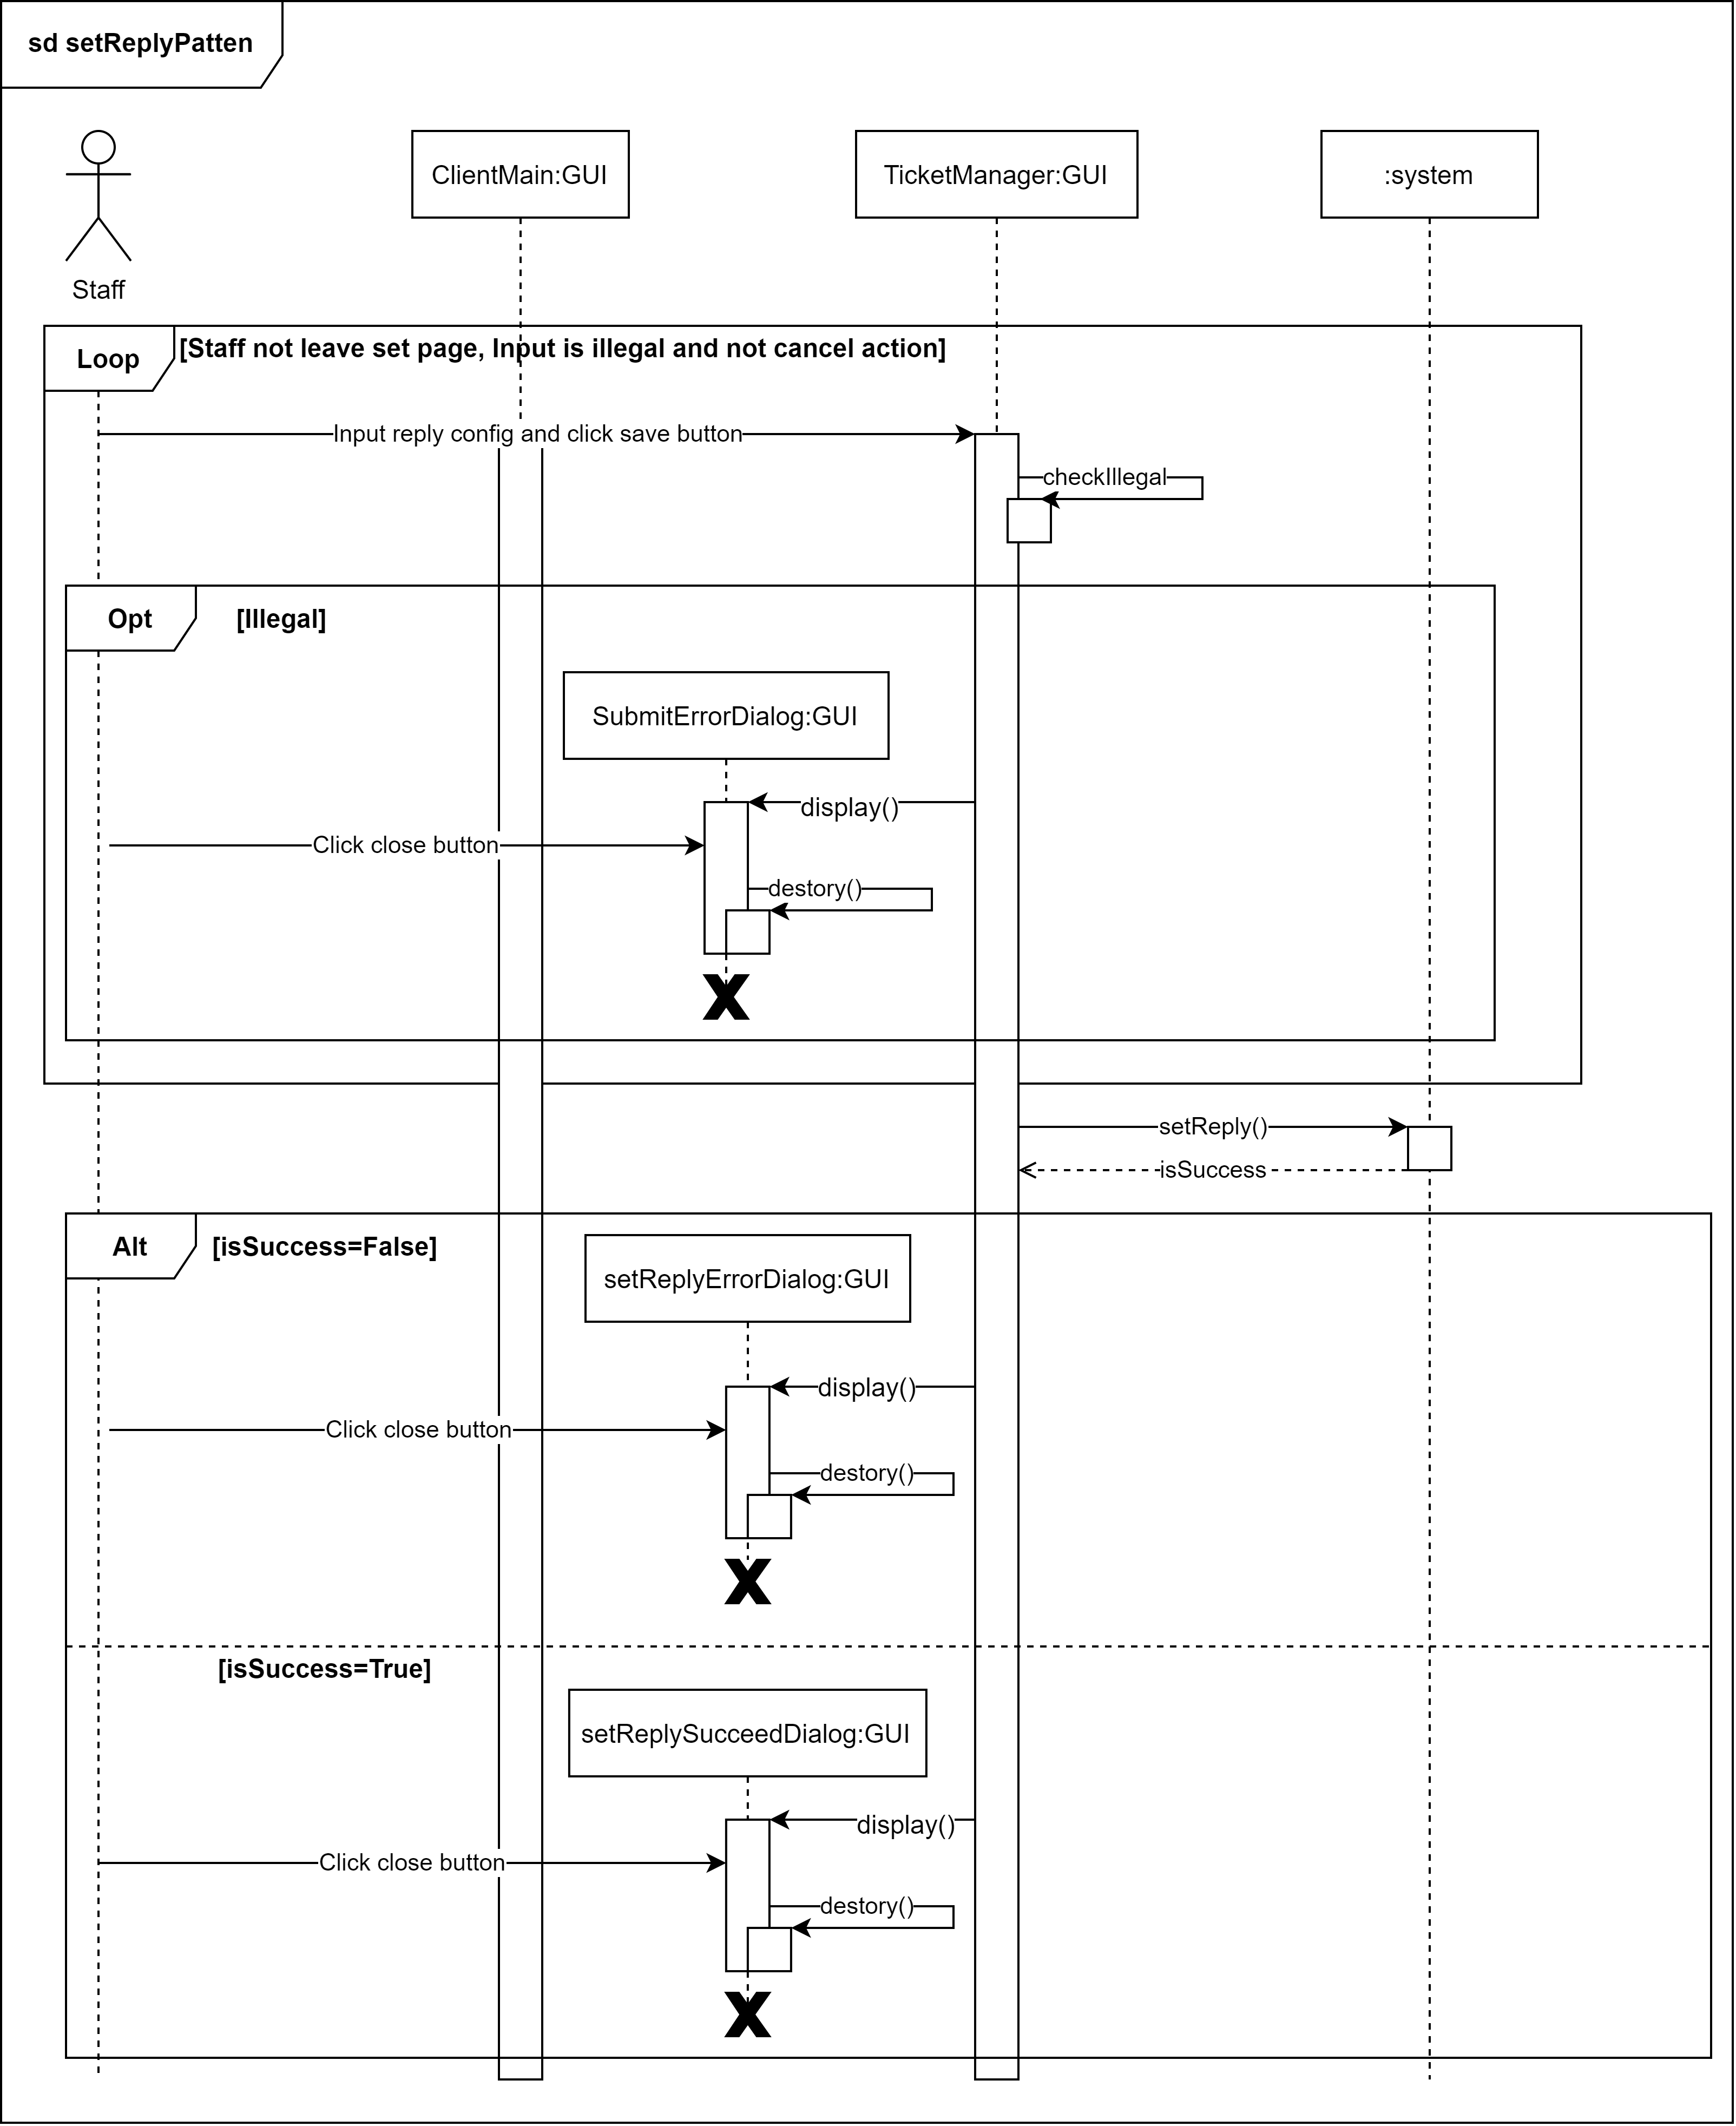 sd setReplyPatten
ClientMain:GUI
TicketManager:GUI
:system
Staff
Loop
[Staff not leave set page, Input is illegal and not cancel action]
Input reply config and click save button
checkIllegal
Opt
[Illegal]
SubmitErrorDialog:GUI
display()
Click close button
destory()
X
setReply()
isSuccess
Alt
[isSuccess=False]
setReplyErrorDialog:GUI
display()
Click close button
destory()
X
[isSuccess=True]
setReplySucceedDialog:GUI
display()
Click close button
destory()
X